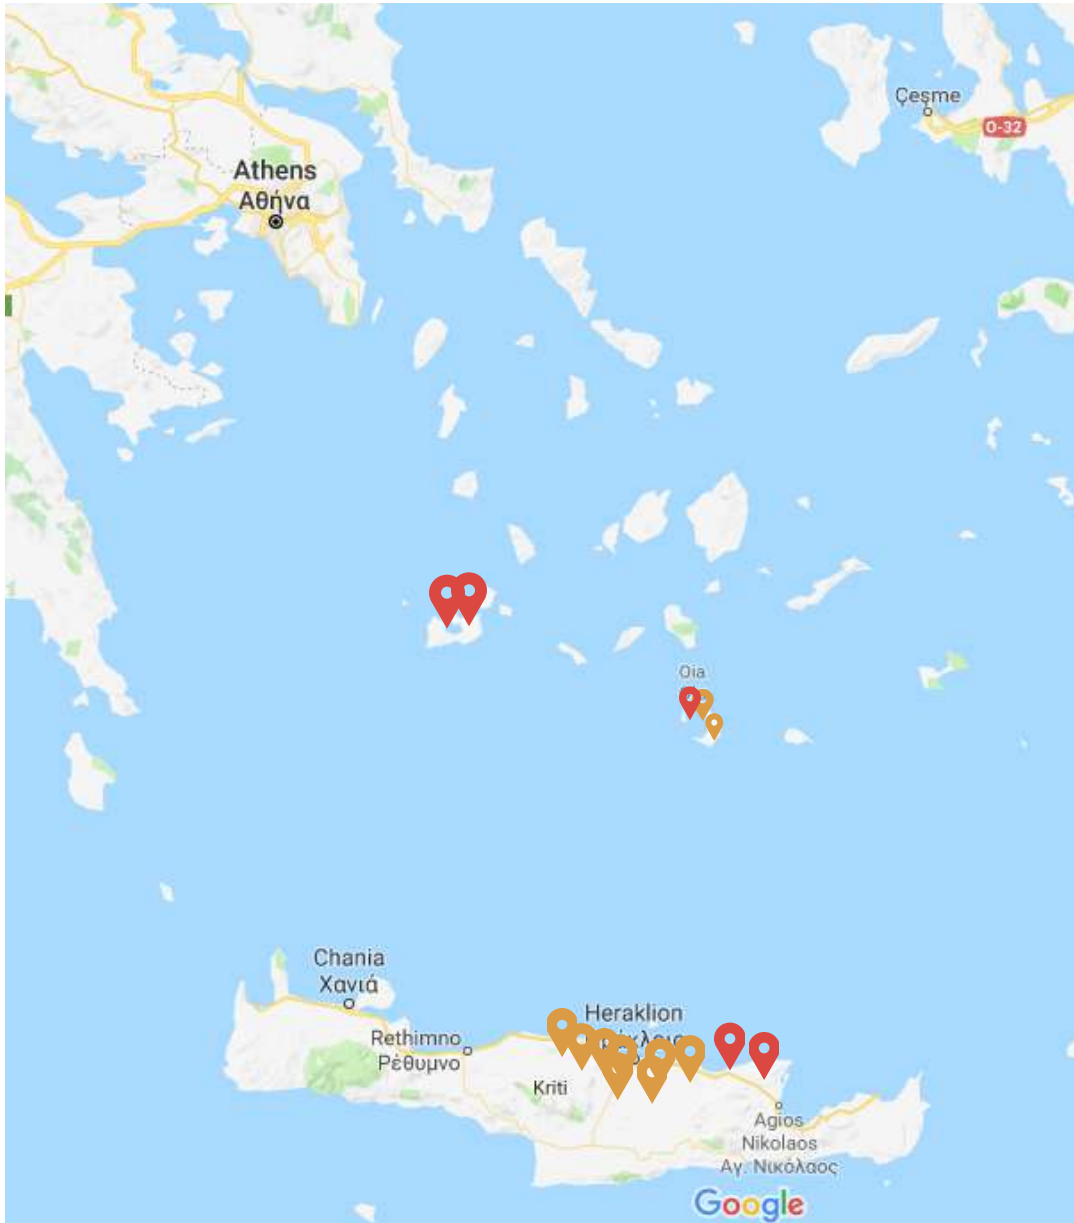 Çeşme
O-32
Athens
Αθήνα
Oia
Chania
Χανιά
Heraklion
Rethimno
Ρέθυμνο
Kriti
Agios
Nikolaos
Αγ. Νικόλαος
Google